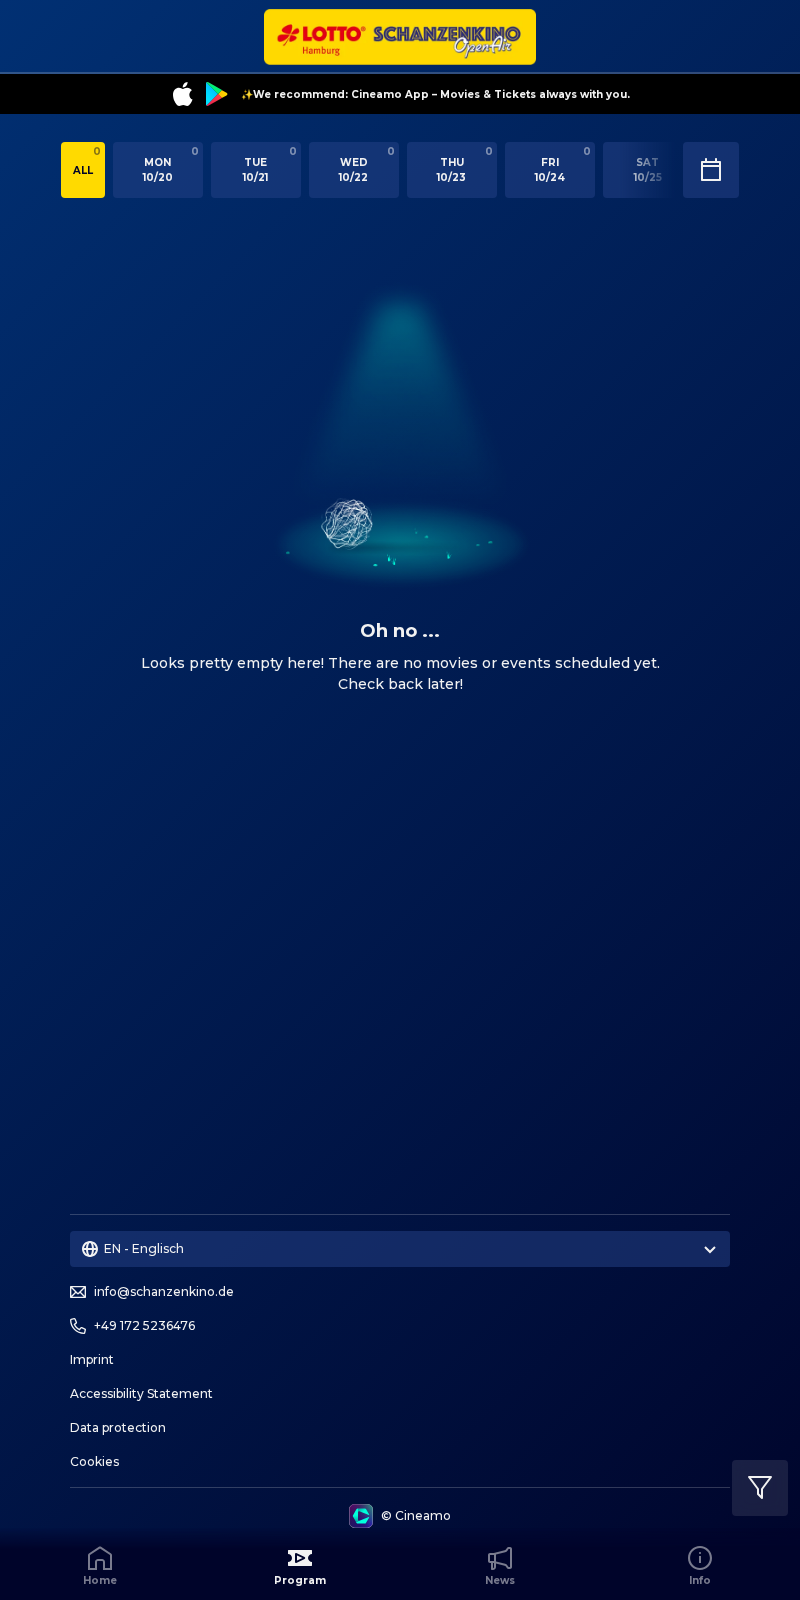 LOTTO Hamburg SCHANZENKINO OpenAir
✨We recommend: Cineamo App – Movies & Tickets always with you.
ALL 0
MON 10/20 0
TUE 10/21 0
WED 10/22 0
THU 10/23 0
FRI 10/24 0
SAT 10/25
Oh no ...
Looks pretty empty here! There are no movies or events scheduled yet.
Check back later!
EN - Englisch
info@schanzenkino.de
+49 172 5236476
Imprint
Accessibility Statement
Data protection
Cookies
© Cineamo
Home
Program
News
Info